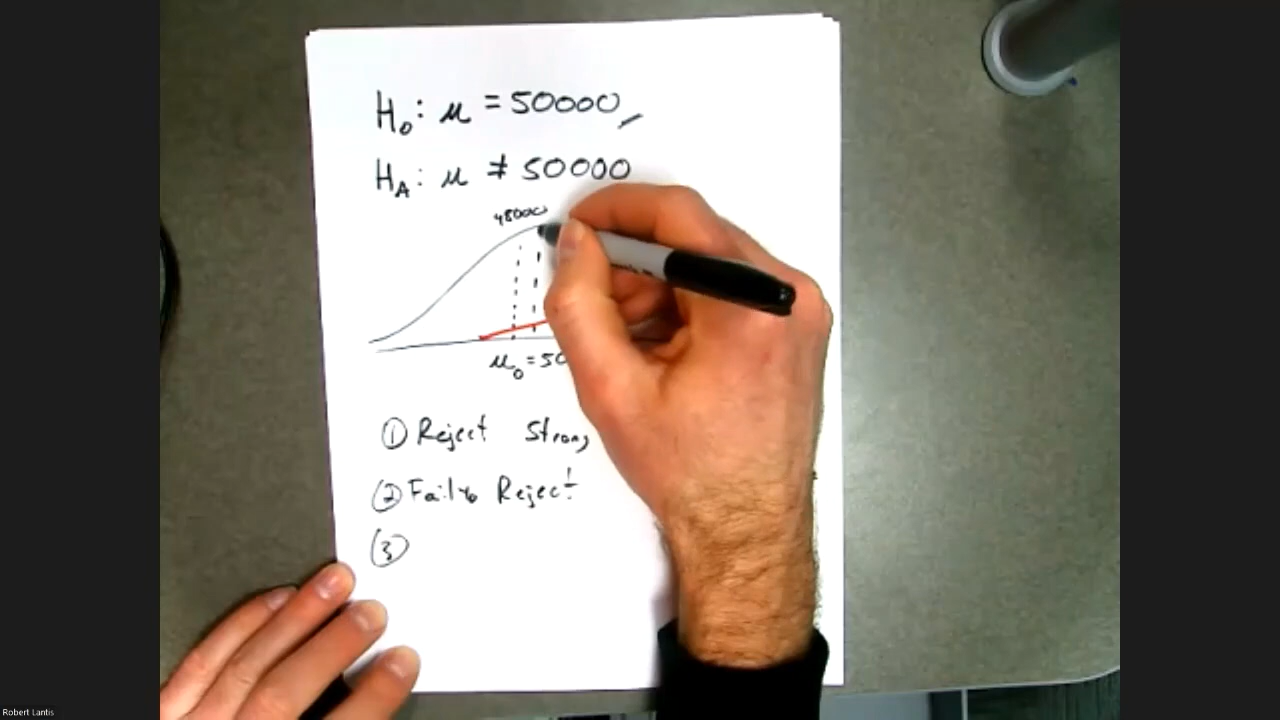 H₀: μ = 50000
H_A: μ ≠ 50000
48000
μ₀ = 50
① Reject Strong
② Fail to Reject
③
Robert Lantis